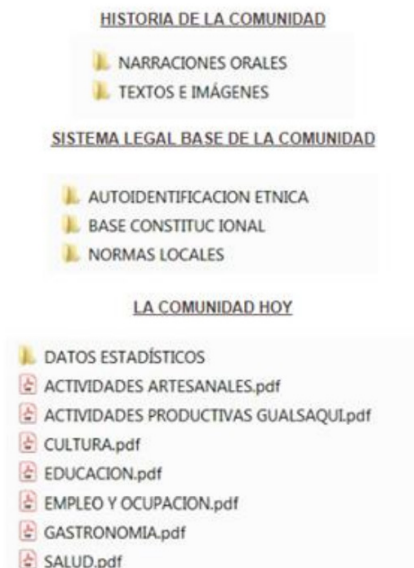 HISTORIA DE LA COMUNIDAD
NARRACIONES ORALES
TEXTOS E IMÁGENES
SISTEMA LEGAL BASE DE LA COMUNIDAD
AUTOIDENTIFICACION ETNICA
BASE CONSTITUC IONAL
NORMAS LOCALES
LA COMUNIDAD HOY
DATOS ESTADÍSTICOS
ACTIVIDADES ARTESANALES.pdf
ACTIVIDADES PRODUCTIVAS GUALSAQUI.pdf
CULTURA.pdf
EDUCACION.pdf
EMPLEO Y OCUPACION.pdf
GASTRONOMIA.pdf
SALUD.pdf